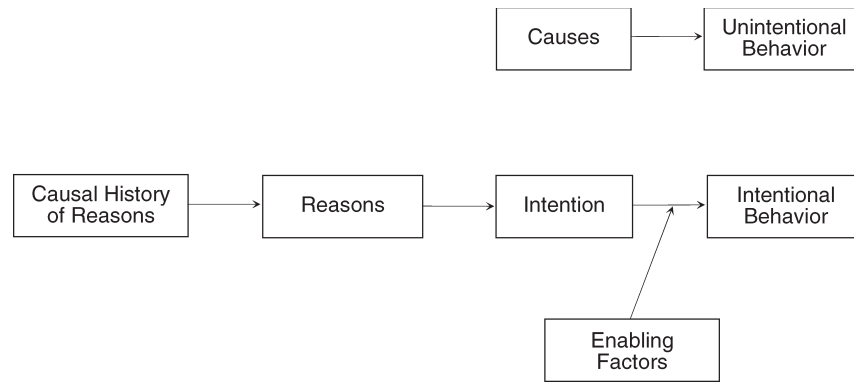 Causes
Unintentional
Behavior
Causal History
of Reasons
Reasons
Intention
Intentional
Behavior
Enabling
Factors